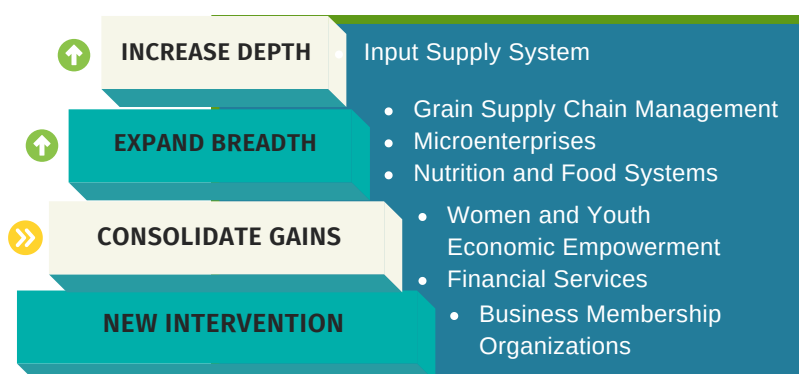 INCREASE DEPTH
• Input Supply System
EXPAND BREADTH
• Grain Supply Chain Management
• Microenterprises
• Nutrition and Food Systems
CONSOLIDATE GAINS
• Women and Youth
Economic Empowerment
• Financial Services
NEW INTERVENTION
• Business Membership
Organizations